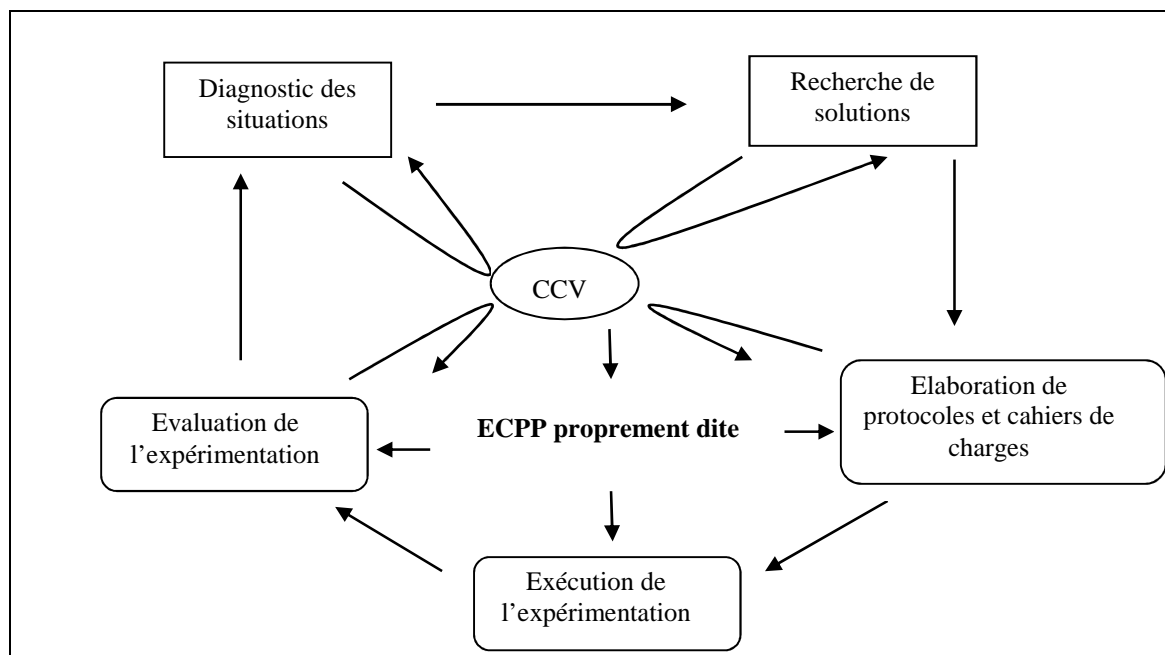 Diagnostic des
situations
Recherche de
solutions
CCV
Evaluation de
l’expérimentation
ECPP proprement dite
Elaboration de
protocoles et cahiers de
charges
Exécution de
l’expérimentation